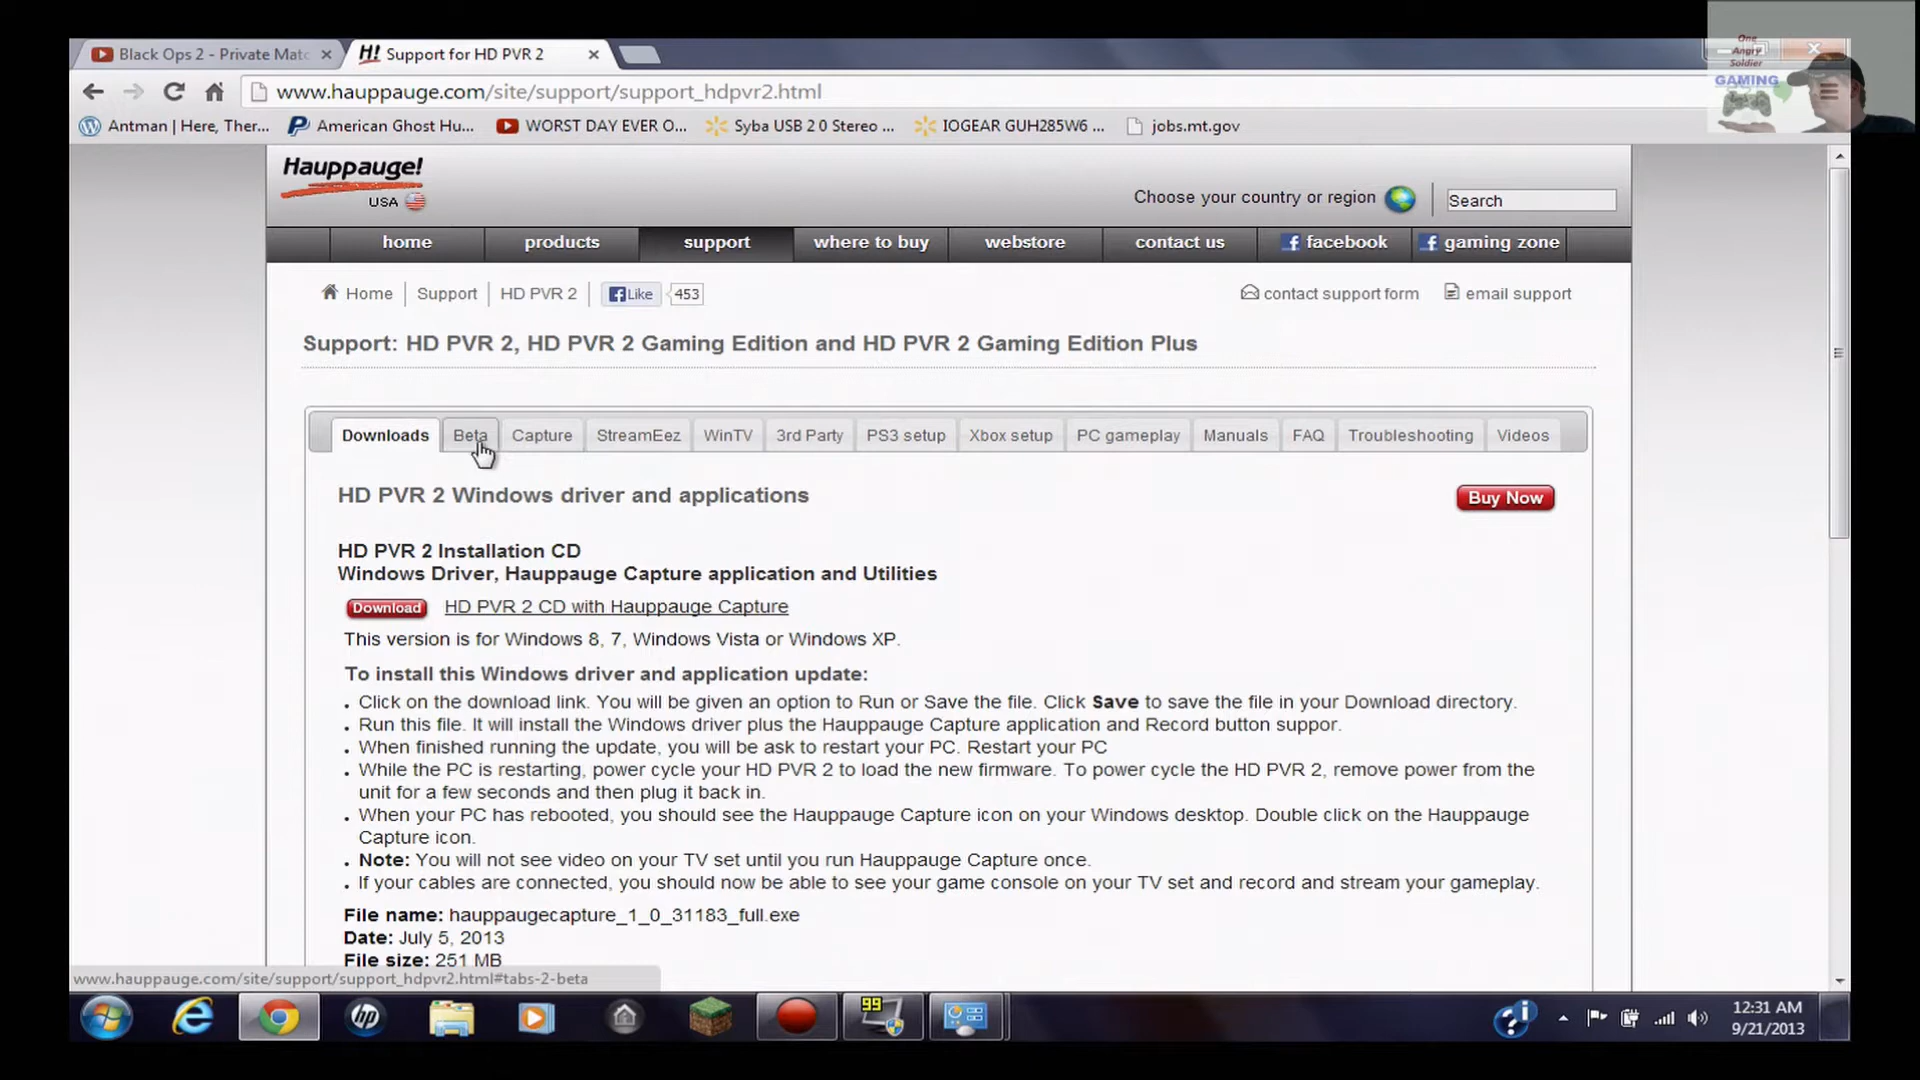 One
Angry
Soldier
GAMING
Black Ops 2 - Private Matc
H! Support for HD PVR 2
www.hauppauge.com/site/support/support_hdpvr2.html
Antman | Here, Ther...
American Ghost Hu...
WORST DAY EVER O...
Syba USB 2 0 Stereo ...
IOGEAR GUH285W6 ...
jobs.mt.gov
Hauppauge!
USA
Choose your country or region
Search
home
products
support
where to buy
webstore
contact us
facebook
gaming zone
Home
Support
HD PVR 2
Like
453
contact support form
email support
Support: HD PVR 2, HD PVR 2 Gaming Edition and HD PVR 2 Gaming Edition Plus
Downloads
Beta
Capture
StreamEez
WinTV
3rd Party
PS3 setup
Xbox setup
PC gameplay
Manuals
FAQ
Troubleshooting
Videos
HD PVR 2 Windows driver and applications
Buy Now
HD PVR 2 Installation CD
Windows Driver, Hauppauge Capture application and Utilities
Download
HD PVR 2 CD with Hauppauge Capture
This version is for Windows 8, 7, Windows Vista or Windows XP.
To install this Windows driver and application update:
• Click on the download link. You will be given an option to Run or Save the file. Click Save to save the file in your Download directory.
• Run this file. It will install the Windows driver plus the Hauppauge Capture application and Record button suppor.
• When finished running the update, you will be ask to restart your PC. Restart your PC
• While the PC is restarting, power cycle your HD PVR 2 to load the new firmware. To power cycle the HD PVR 2, remove power from the
unit for a few seconds and then plug it back in.
• When your PC has rebooted, you should see the Hauppauge Capture icon on your Windows desktop. Double click on the Hauppauge
Capture icon.
• Note: You will not see video on your TV set until you run Hauppauge Capture once.
• If your cables are connected, you should now be able to see your game console on your TV set and record and stream your gameplay.
File name: hauppaugecapture_1_0_31183_full.exe
Date: July 5, 2013
File size: 251 MB
www.hauppauge.com/site/support/support_hdpvr2.html#tabs-2-beta
hp
99
12:31 AM
9/21/2013